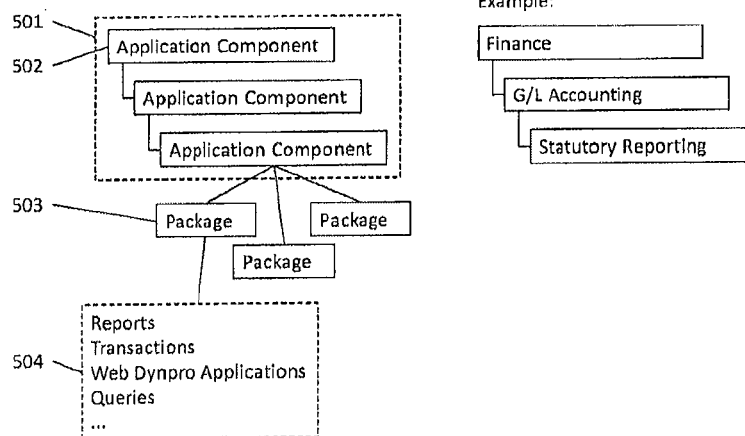 501
502
Application Component
Application Component
Application Component
503
Package
Package
Package
504
Reports
Transactions
Web Dynpro Applications
Queries
...
Example:
Finance
G/L Accounting
Statutory Reporting